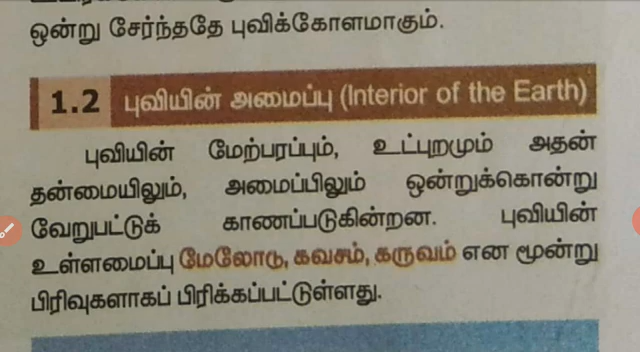 ஒன்று சேர்ந்ததே புவிக்கோளமாகும்.
1.2 புவியின் அமைப்பு (Interior of the Earth)
புவியின் மேற்பரப்பும், உட்புறமும் அதன்
தன்மையிலும், அமைப்பிலும் ஒன்றுக்கொன்று
வேறுபட்டுக் காணப்படுகின்றன. புவியின்
உள்ளமைப்பு மேலோடு, கவசம், கருவம் என மூன்று
பிரிவுகளாகப் பிரிக்கப்பட்டுள்ளது.